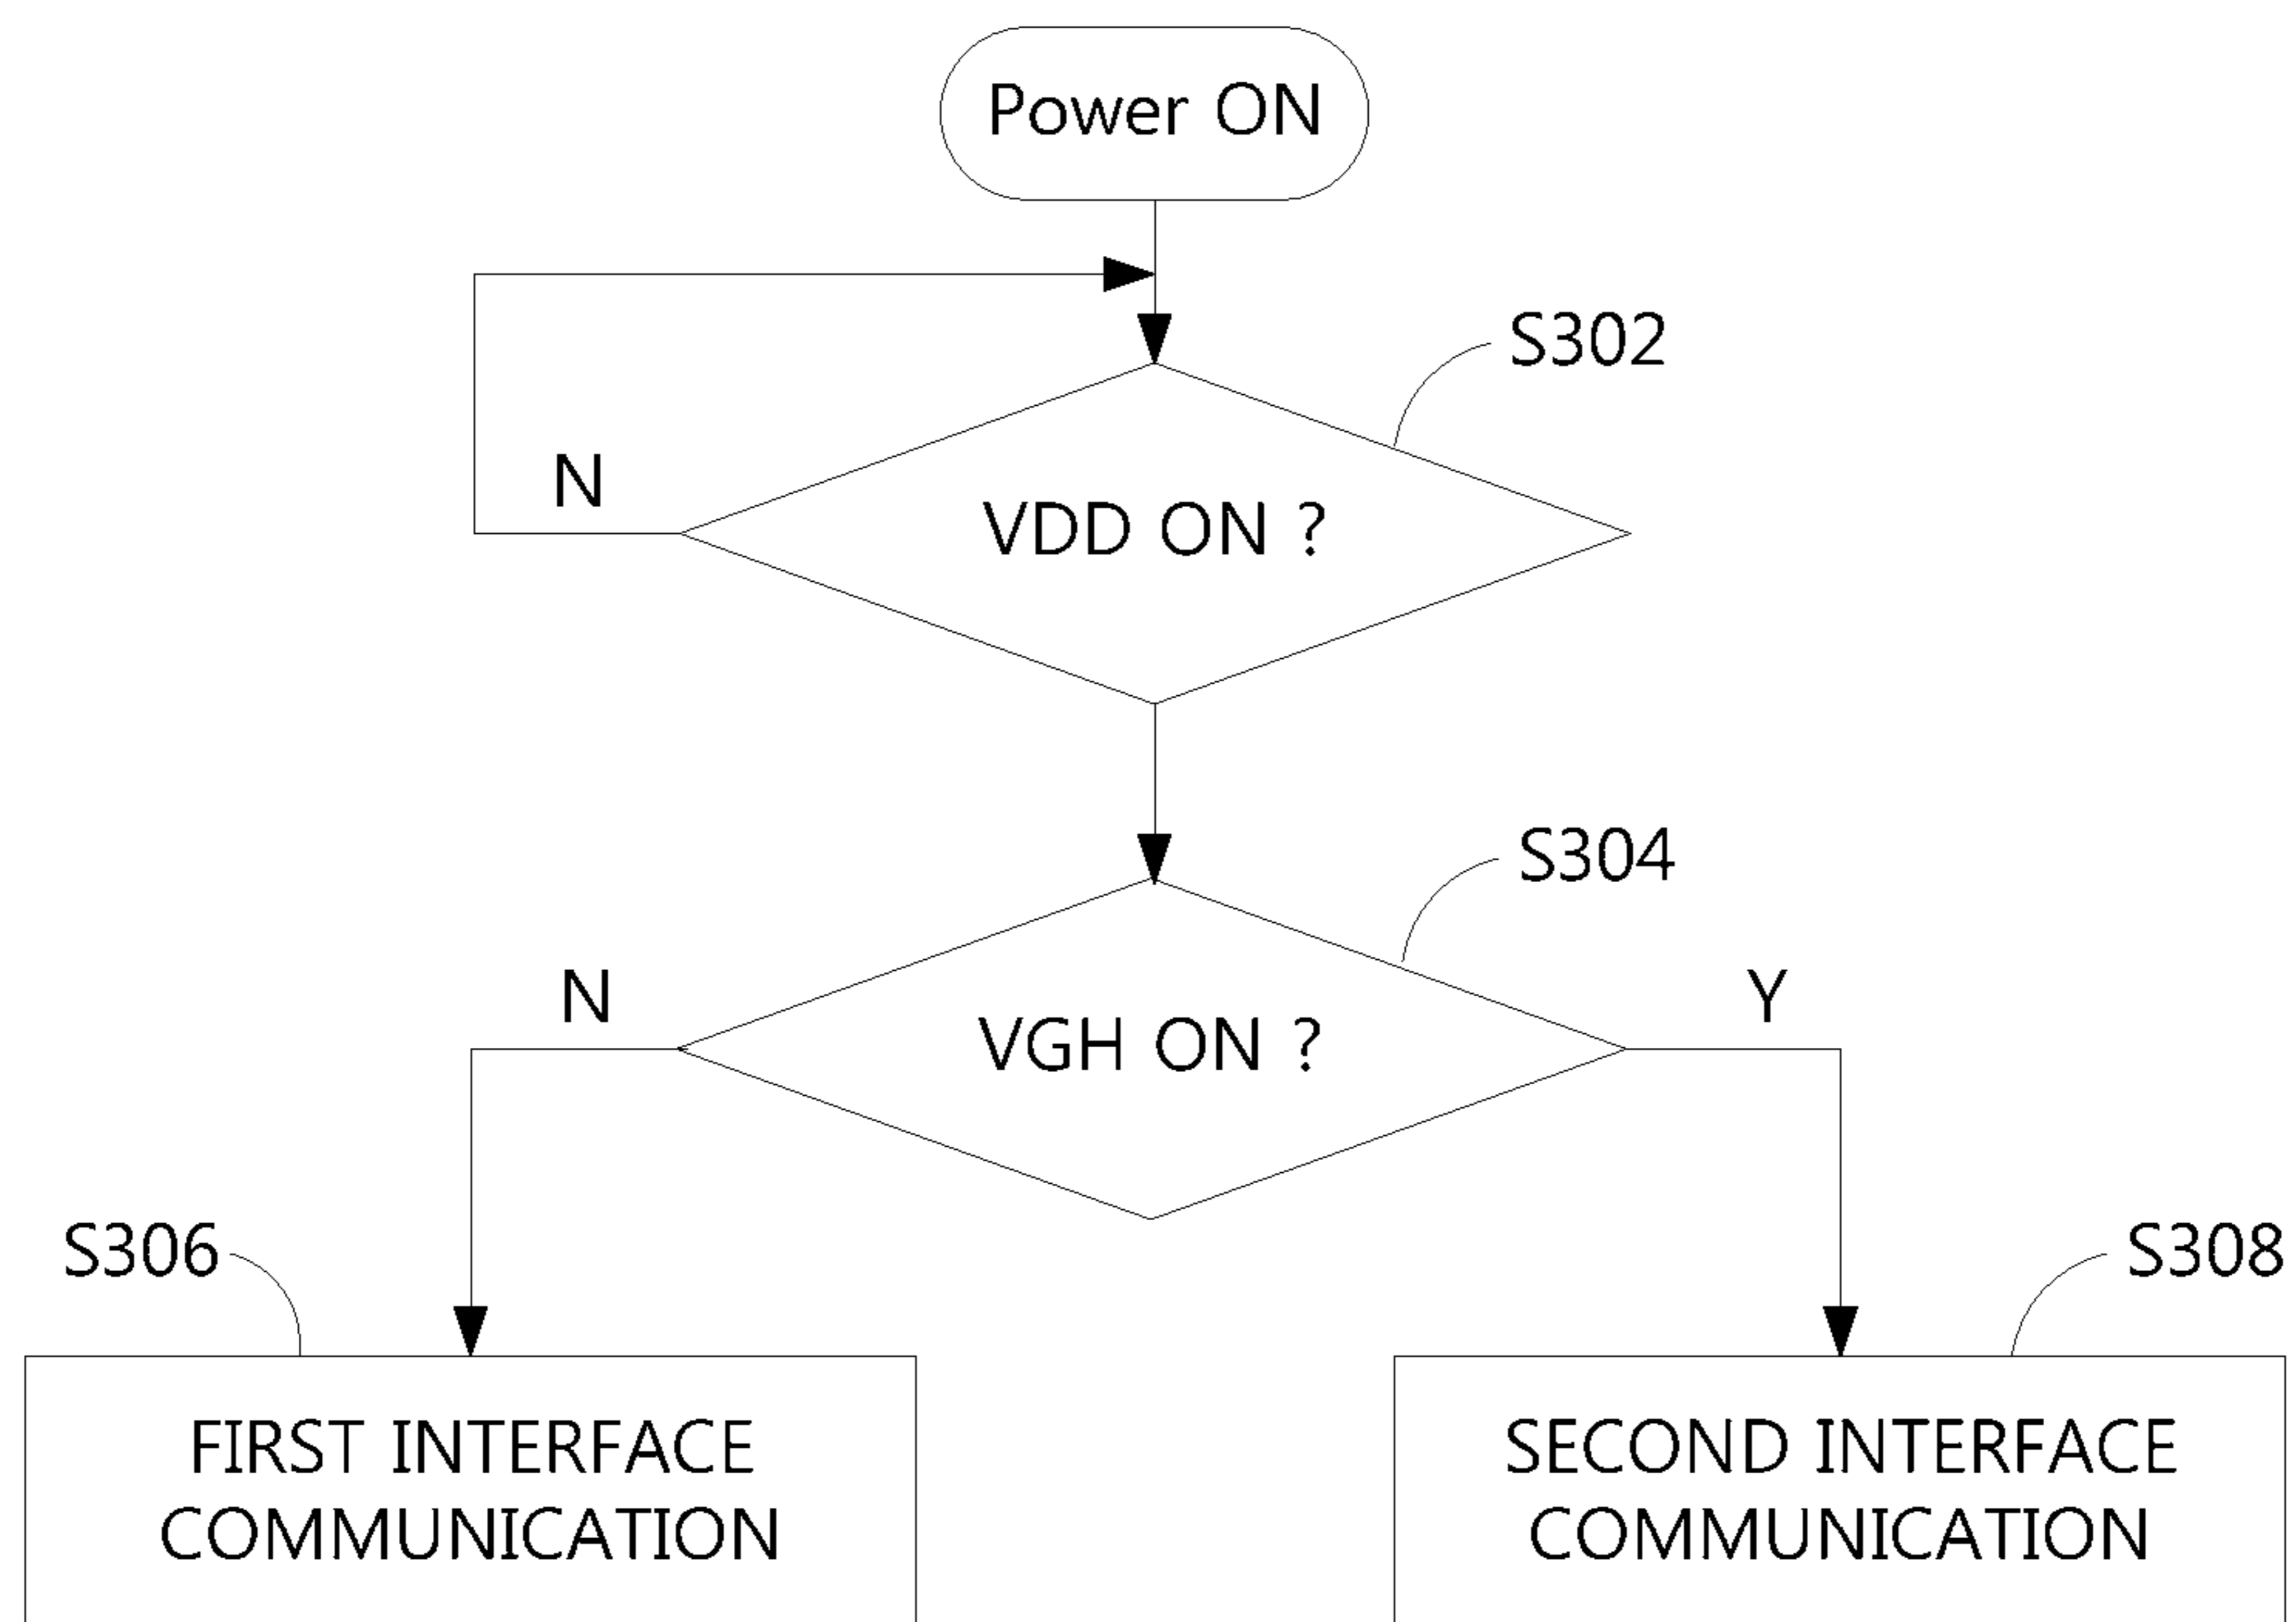 Power ON
S302
N
VDD ON ?
S304
N
Y
VGH ON ?
S306
S308
FIRST INTERFACE
COMMUNICATION
SECOND INTERFACE
COMMUNICATION